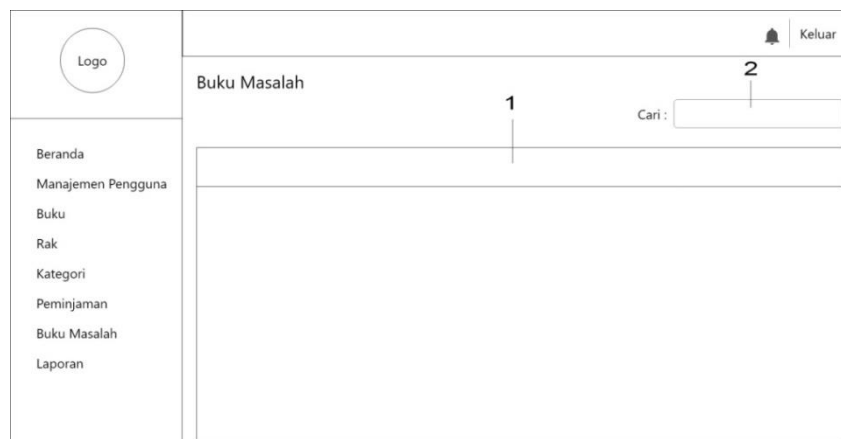 Logo
Keluar
Buku Masalah
1
2
Cari :
Beranda
Manajemen Pengguna
Buku
Rak
Kategori
Peminjaman
Buku Masalah
Laporan